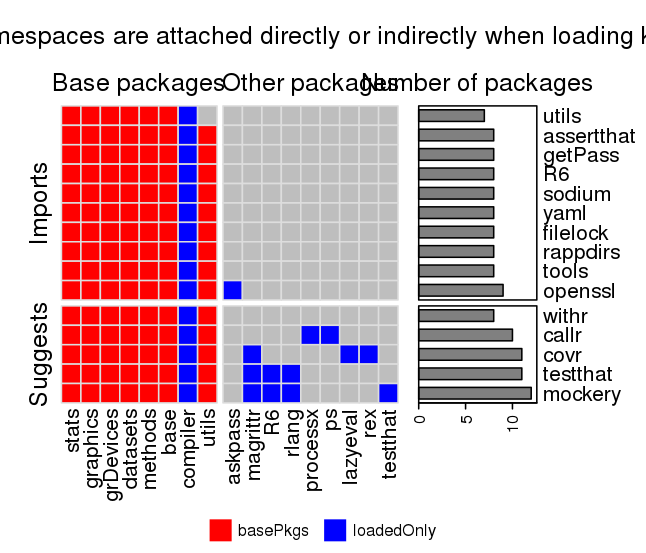 mespaces are attached directly or indirectly when loading k
Base packages
Other packages
Number of packages
Imports
Suggests
utils
assertthat
getPass
R6
sodium
yaml
filelock
rappdirs
tools
openssl
withr
callr
covr
testthat
mockery
0
5
10
stats
graphics
grDevices
datasets
methods
base
compiler
utils
askpass
magrittr
R6
rlang
processx
ps
lazyeval
rex
testthat
basePkgs
loadedOnly